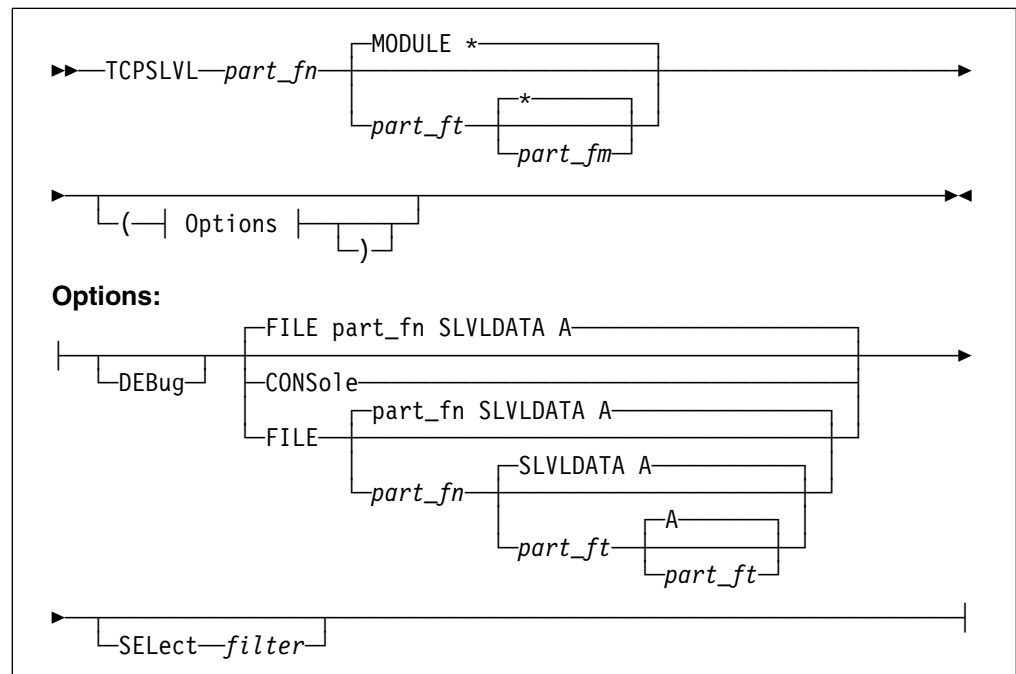 MODULE *
TCPSLVL part_fn
*
part_ft
part_fm
( Options
)
Options:
FILE part_fn SLVLDATA A
DEBug
CONSole
part_fn SLVLDATA A
FILE
SLVLDATA A
part_fn
A
part_ft
part_ft
SELect filter